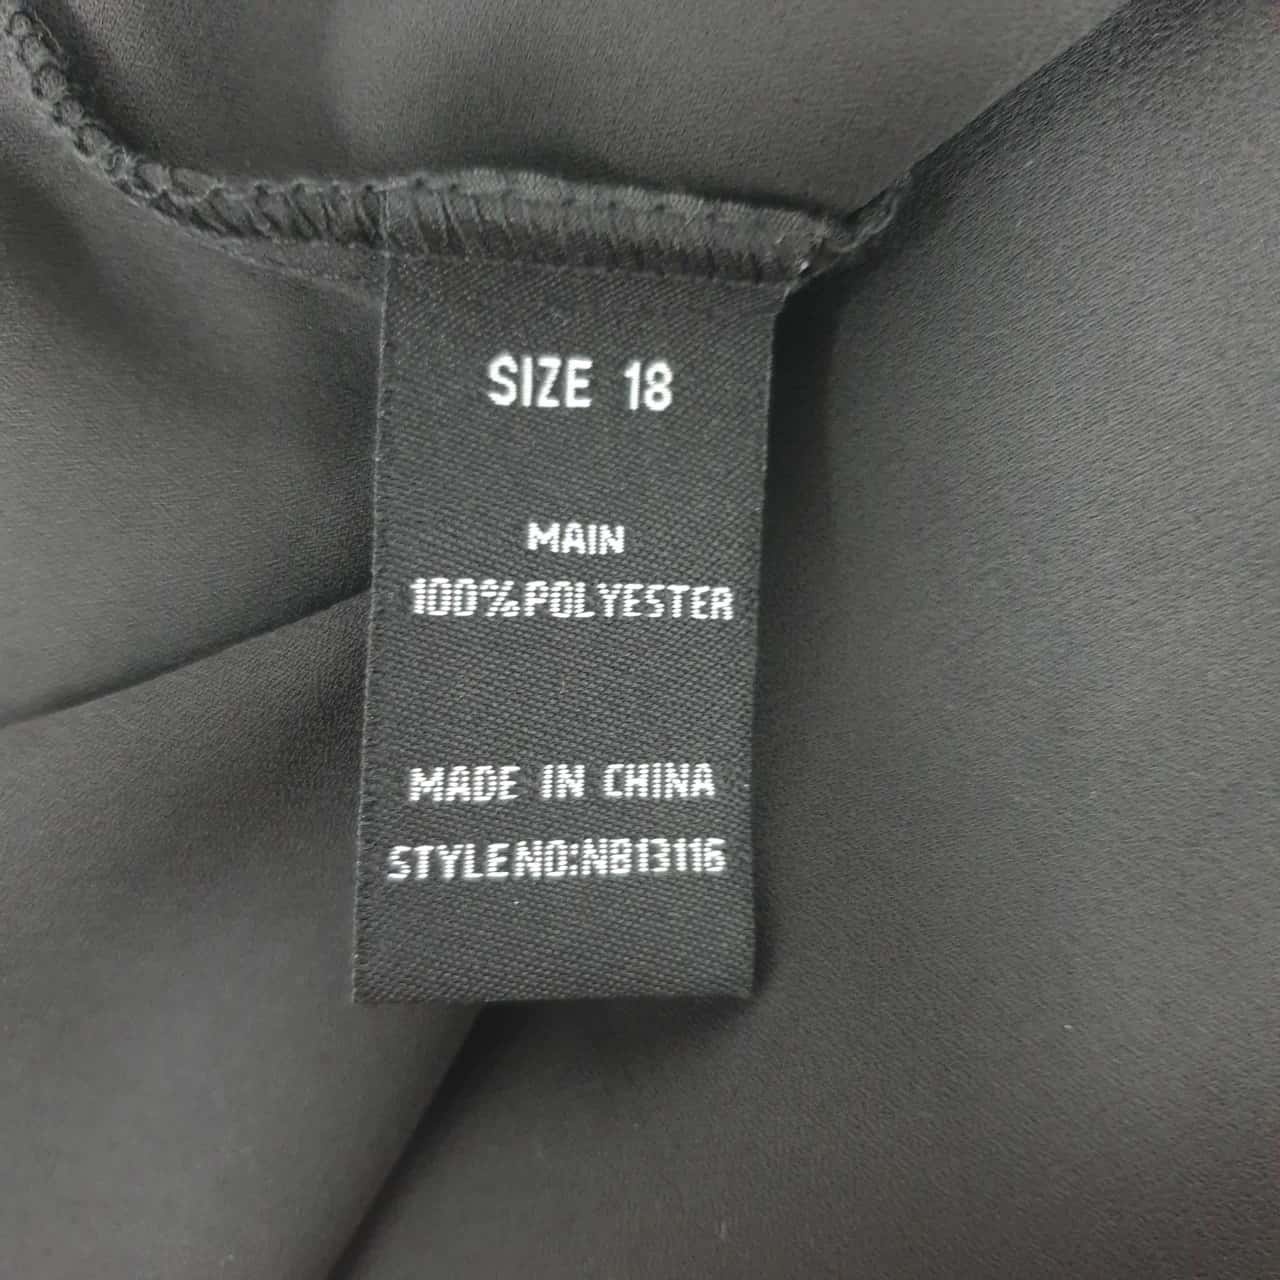 SIZE 18
MAIN
100%POLYESTER
MADE IN CHINA
STYLENO:NB13116